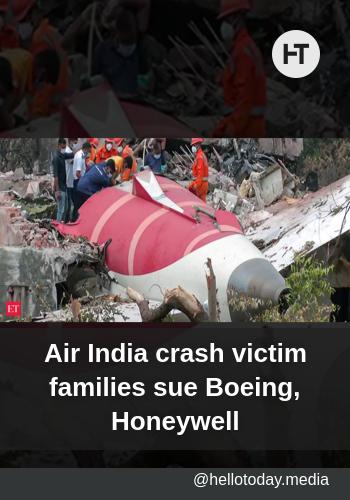 HT
ET
Air India crash victim
families sue Boeing,
Honeywell
@hellotoday.media